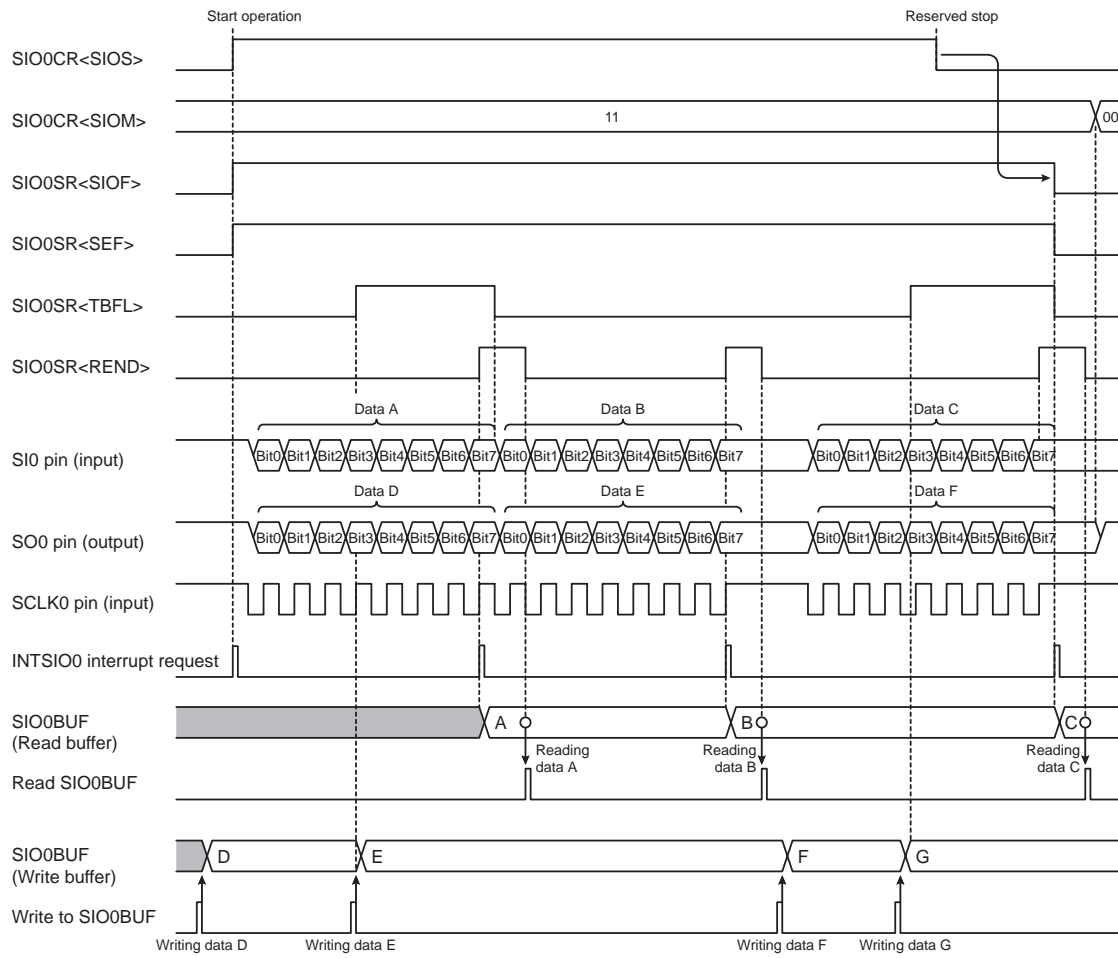 Start operation
Reserved stop
SIO0CR<SIOS>
SIO0CR<SIOM>
11
00
SIO0SR<SIOF>
SIO0SR<SEF>
SIO0SR<TBFL>
SIO0SR<REND>
Data A
Data B
Data C
SI0 pin (input)
Bit0 Bit1 Bit2 Bit3 Bit4 Bit5 Bit6 Bit7 Bit0 Bit1 Bit2 Bit3 Bit4 Bit5 Bit6 Bit7 Bit0 Bit1 Bit2 Bit3 Bit4 Bit5 Bit6 Bit7
Data D
Data E
Data F
SO0 pin (output)
Bit0 Bit1 Bit2 Bit3 Bit4 Bit5 Bit6 Bit7 Bit0 Bit1 Bit2 Bit3 Bit4 Bit5 Bit6 Bit7 Bit0 Bit1 Bit2 Bit3 Bit4 Bit5 Bit6 Bit7
SCLK0 pin (input)
INTSIO0 interrupt request
SIO0BUF
(Read buffer)
A
B
C
Reading
data A
Reading
data B
Reading
data C
Read SIO0BUF
SIO0BUF
(Write buffer)
D
E
F
G
Write to SIO0BUF
Writing data D
Writing data E
Writing data F
Writing data G